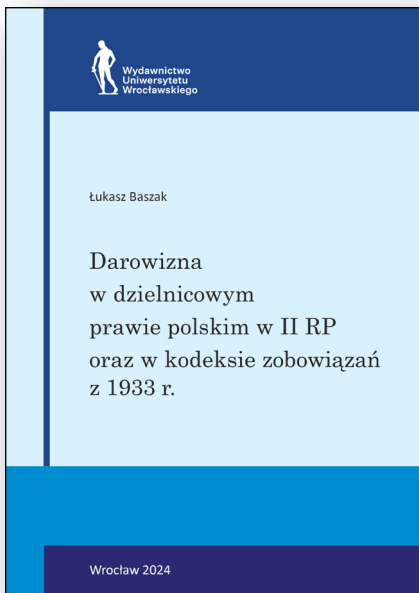 Wydawnictwo
Uniwersytetu
Wrocławskiego
Łukasz Baszak
Darowizna
w dzielnicowym
prawie polskim w II RP
oraz w kodeksie zobowiązań
z 1933 r.
Wrocław 2024